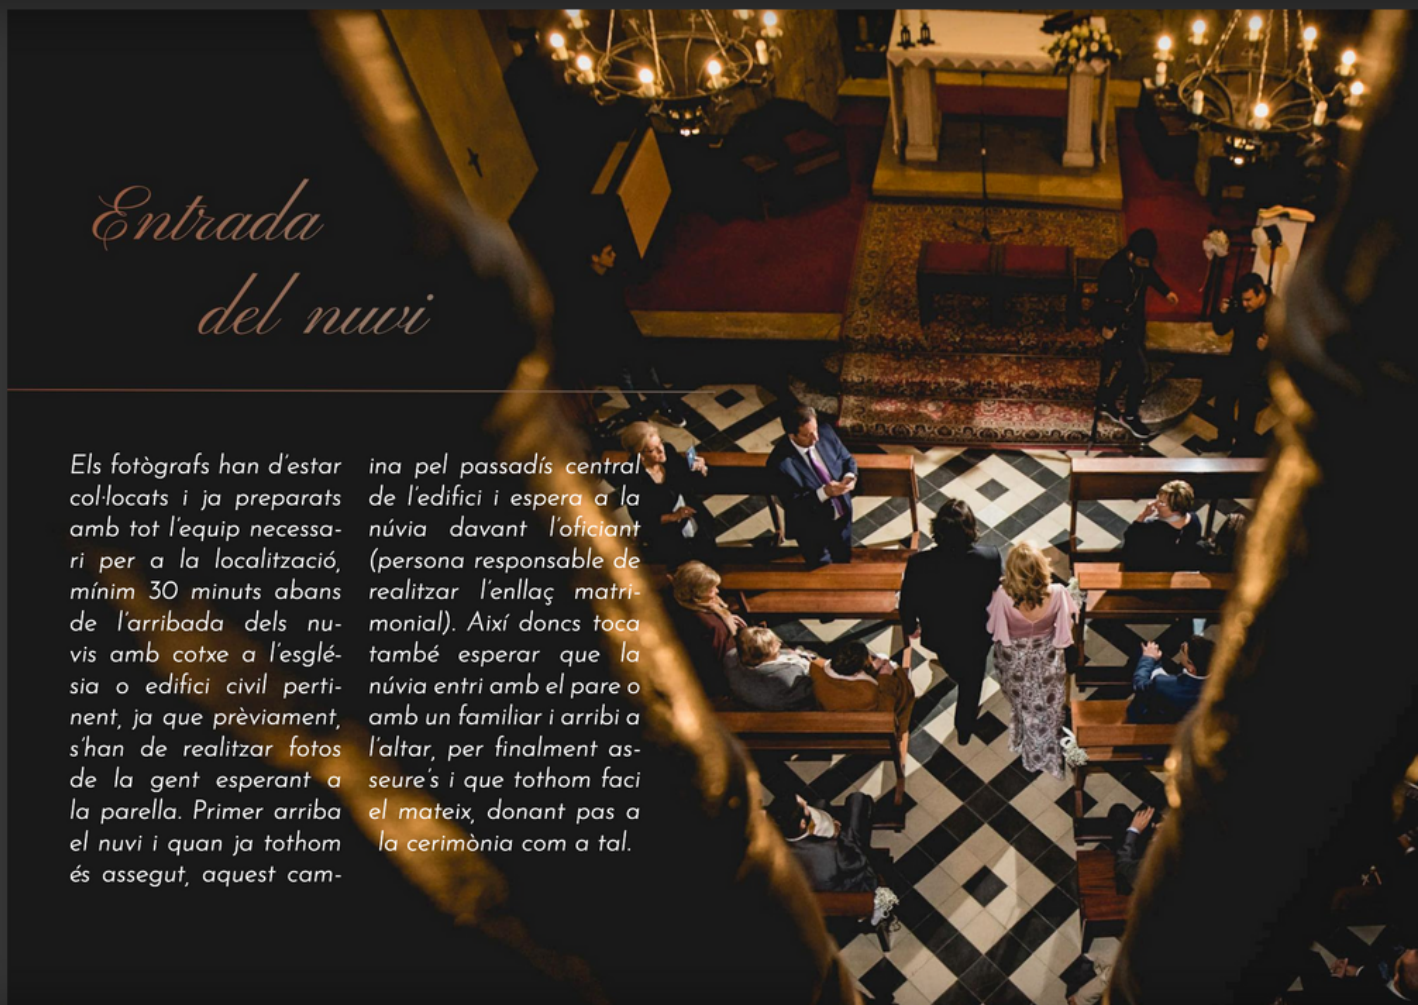 Entrada
del nuvi
Els fotògrafs han d'estar
col·locats i ja preparats
amb tot l'equip necessa-
ri per a la localització,
mínim 30 minuts abans
de l'arribada dels nu-
vis amb cotxe a l'esglé-
sia o edifici civil perti-
nent, ja que prèviament,
s'han de realitzar fotos
de la gent esperant a
la parella. Primer arriba
el nuvi i quan ja tothom
és assegut, aquest cam-
ina pel passadís central
de l'edifici i espera a la
núvia davant l'oficiant
(persona responsable de
realitzar l'enllaç matri-
monial). Així doncs toca
també esperar que la
núvia entri amb el pare o
amb un familiar i arribi a
l'altar, per finalment as-
seure's i que tothom faci
el mateix, donant pas a
la cerimònia com a tal.